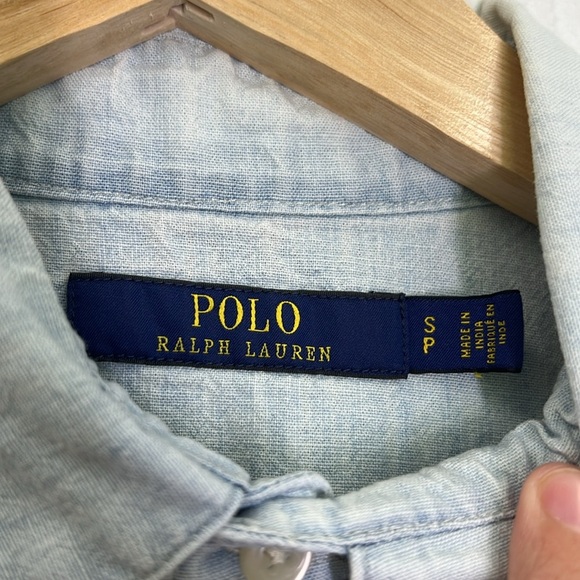 POLO
RALPH LAUREN
S
P
MADE IN
INDIA
FABRIQUÉ EN
INDE